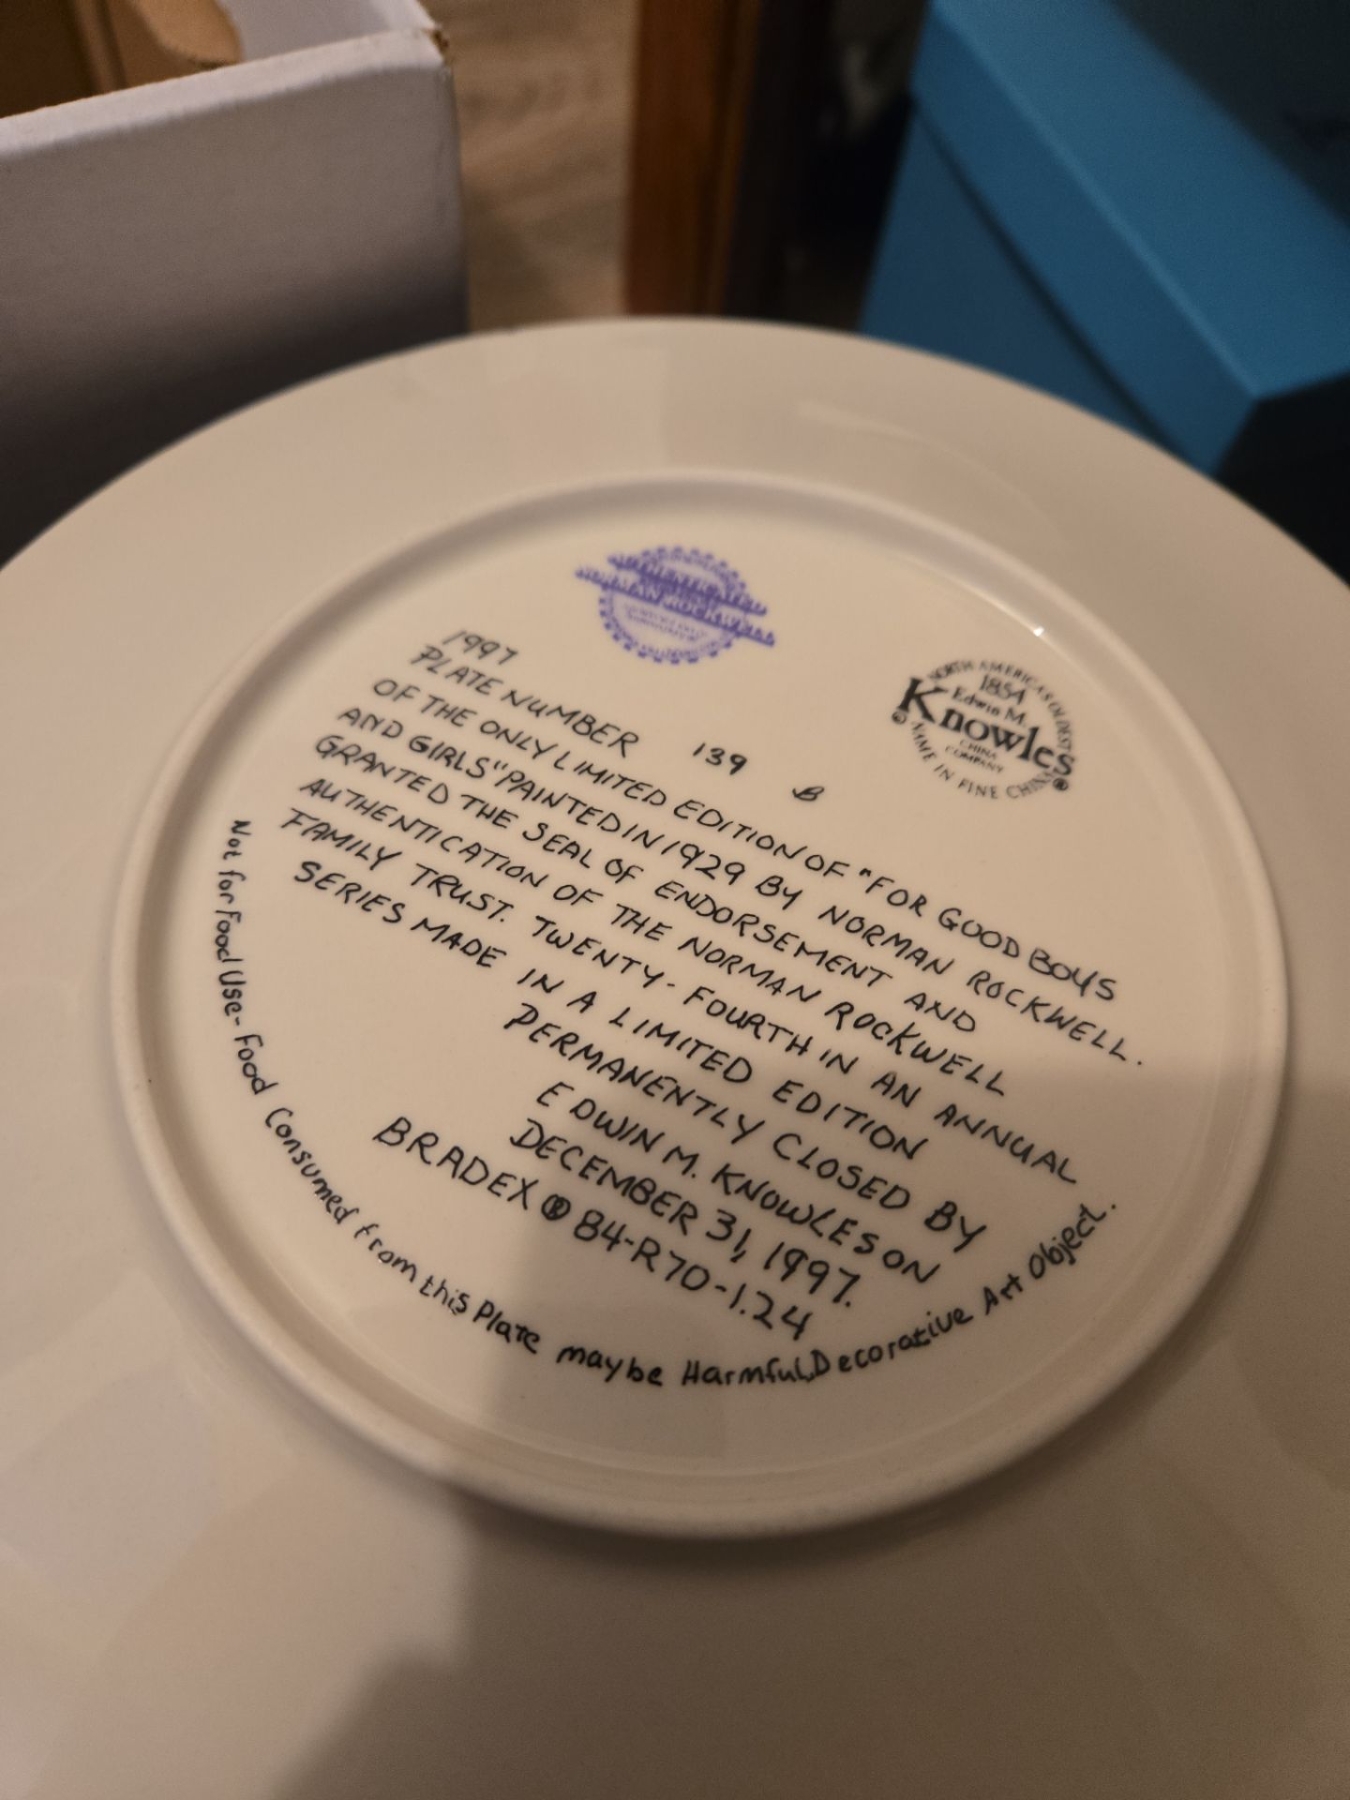 1997
PLATE NUMBER 139 B
OF THE ONLY LIMITED EDITION OF "FOR GOOD BOYS
AND GIRLS" PAINTED IN 1929 BY NORMAN ROCKWELL.
GRANTED THE SEAL OF ENDORSEMENT AND
AUTHENTICATION OF THE NORMAN ROCKWELL
FAMILY TRUST. TWENTY-FOURTH IN AN ANNUAL
SERIES MADE IN A LIMITED EDITION
PERMANENTLY CLOSED BY
EDWIN M. KNOWLES ON
DECEMBER 31, 1997.
BRADEX ® 84-R70-1.24
Not for Food Use-Food Consumed from this Plate maybe Harmful. Decorative Art Object.
NORTH AMERICA'S OLDEST
1854
Edwin M.
Knowles
CHINA
COMPANY
© NAME IN FINE CHINA ®